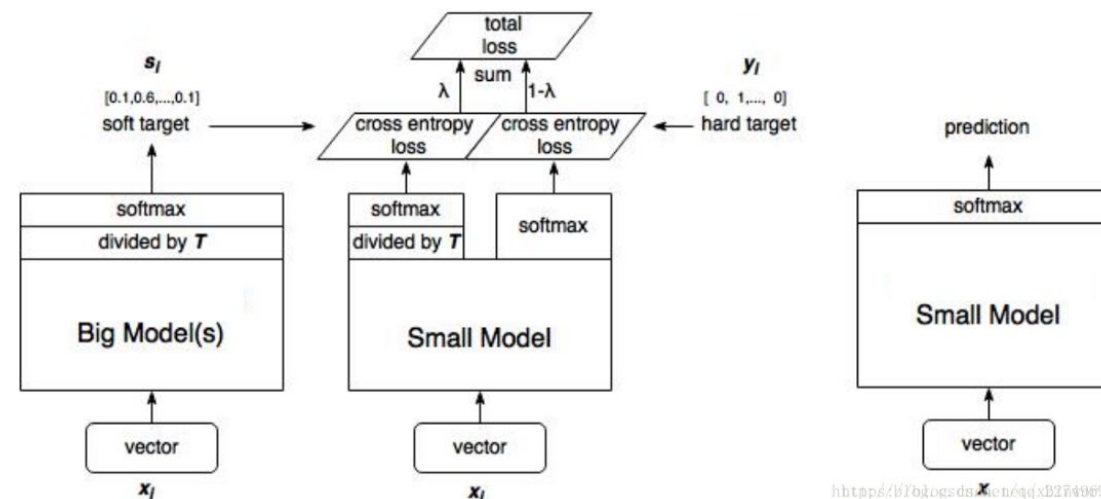 total
loss
sum
λ
1-λ
s_i
[0.1,0.6,...,0.1]
soft target
y_i
[ 0, 1,..., 0]
hard target
cross entropy
loss
cross entropy
loss
prediction
softmax
divided by T
Big Model(s)
vector
x_i
softmax
divided by T
softmax
Small Model
vector
x_i
softmax
Small Model
vector
x